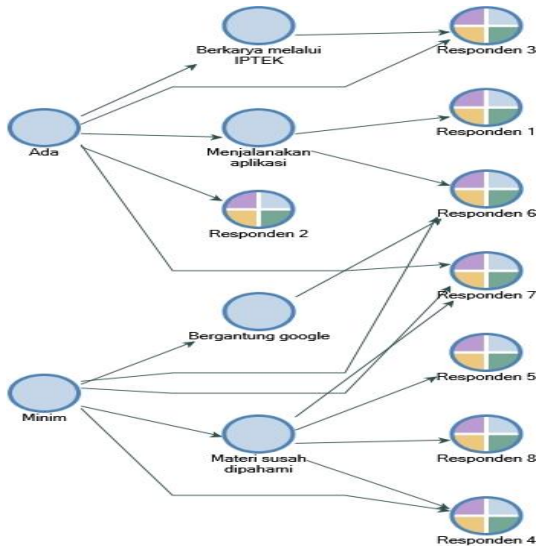 Berkarya melalui
IPTEK
Responden 3
Ada
Menjalanakan
aplikasi
Responden 1
Responden 2
Responden 6
Responden 7
Bergantung google
Responden 5
Minim
Materi susah
dipahami
Responden 8
Responden 4